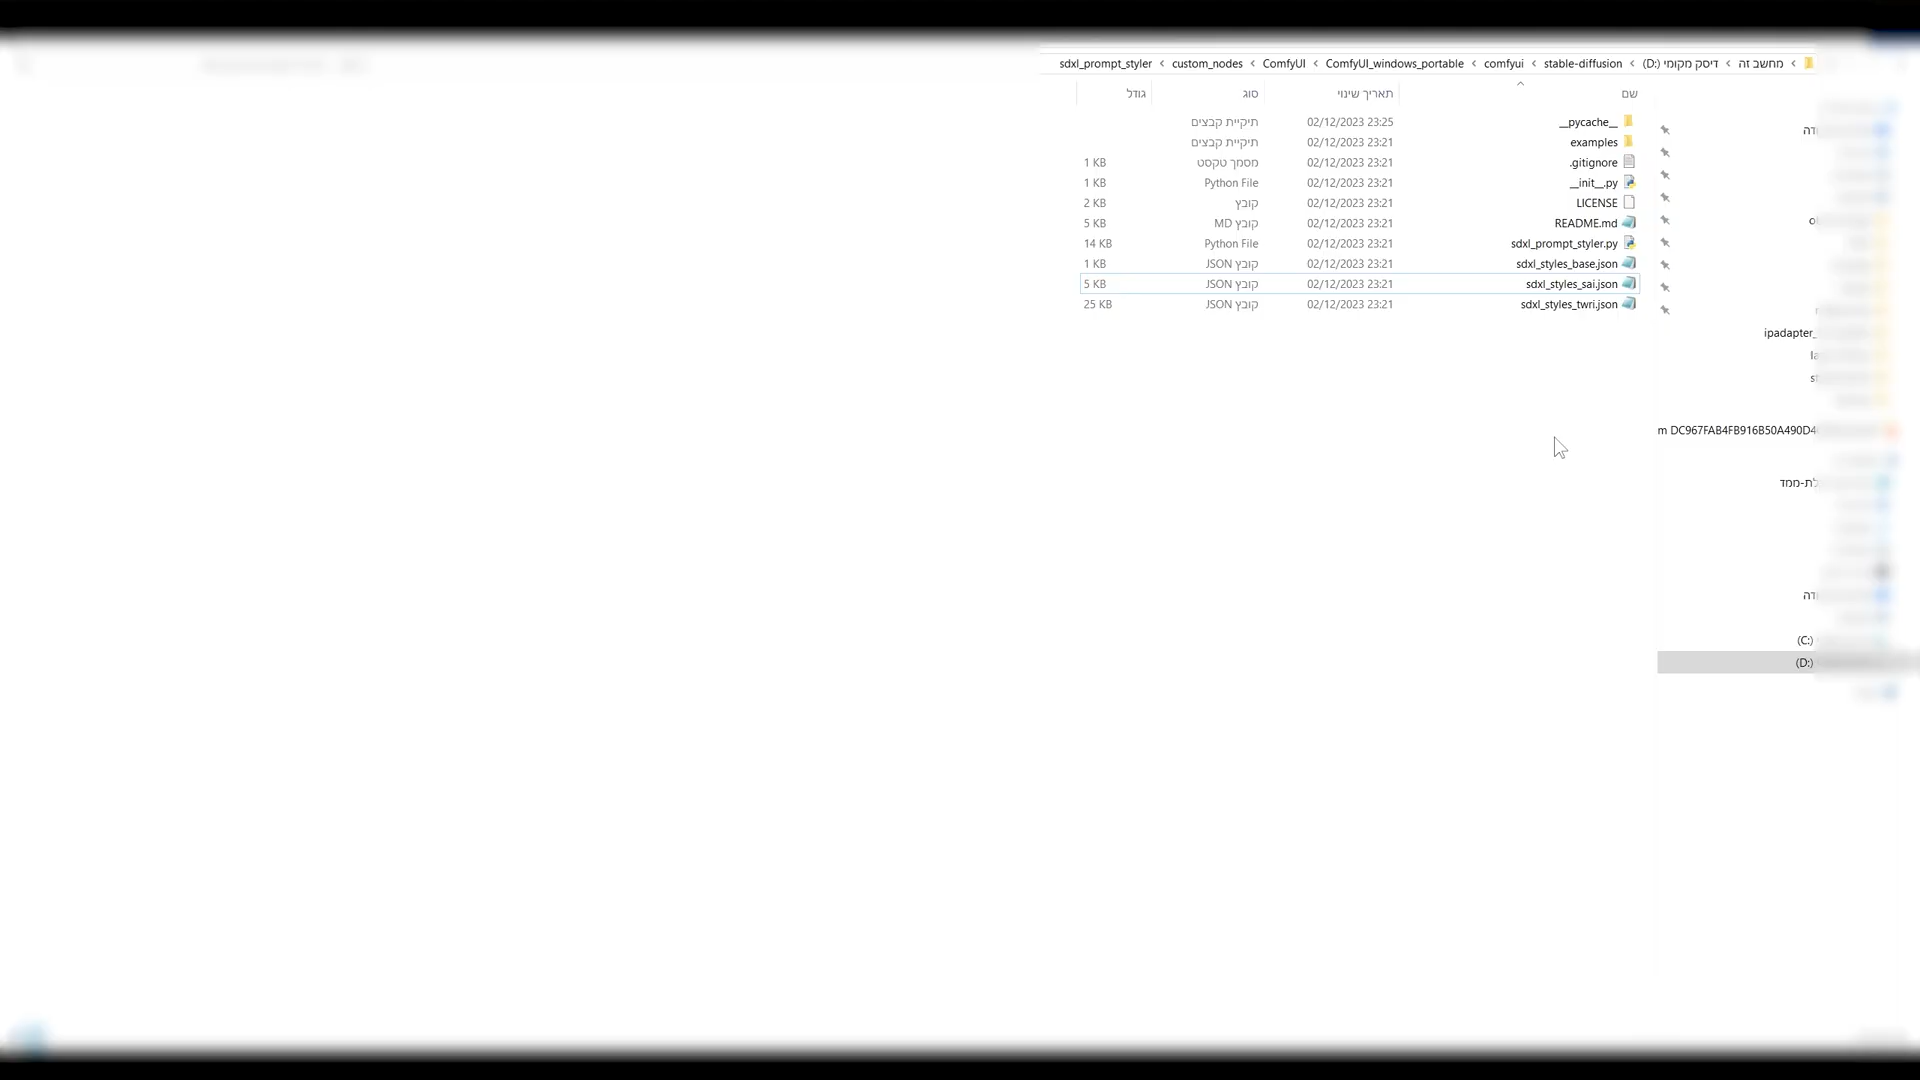 מחשב זה › דיסק מקומי (D:) › stable-diffusion › comfyui › ComfyUI_windows_portable › ComfyUI › custom_nodes › sdxl_prompt_styler
שם תאריך שינוי סוג גודל
__pycache__ 02/12/2023 23:25 תיקיית קבצים
examples 02/12/2023 23:21 תיקיית קבצים
.gitignore 02/12/2023 23:21 מסמך טקסט 1 KB
__init__.py 02/12/2023 23:21 Python File 1 KB
LICENSE 02/12/2023 23:21 קובץ 2 KB
README.md 02/12/2023 23:21 קובץ MD 5 KB
sdxl_prompt_styler.py 02/12/2023 23:21 Python File 14 KB
sdxl_styles_base.json 02/12/2023 23:21 קובץ JSON 1 KB
sdxl_styles_sai.json 02/12/2023 23:21 קובץ JSON 5 KB
sdxl_styles_twri.json 02/12/2023 23:21 קובץ JSON 25 KB
ipadapter_
m DC967FAB4FB916B50A490D4
לת-ממד
(C:)
(D:)